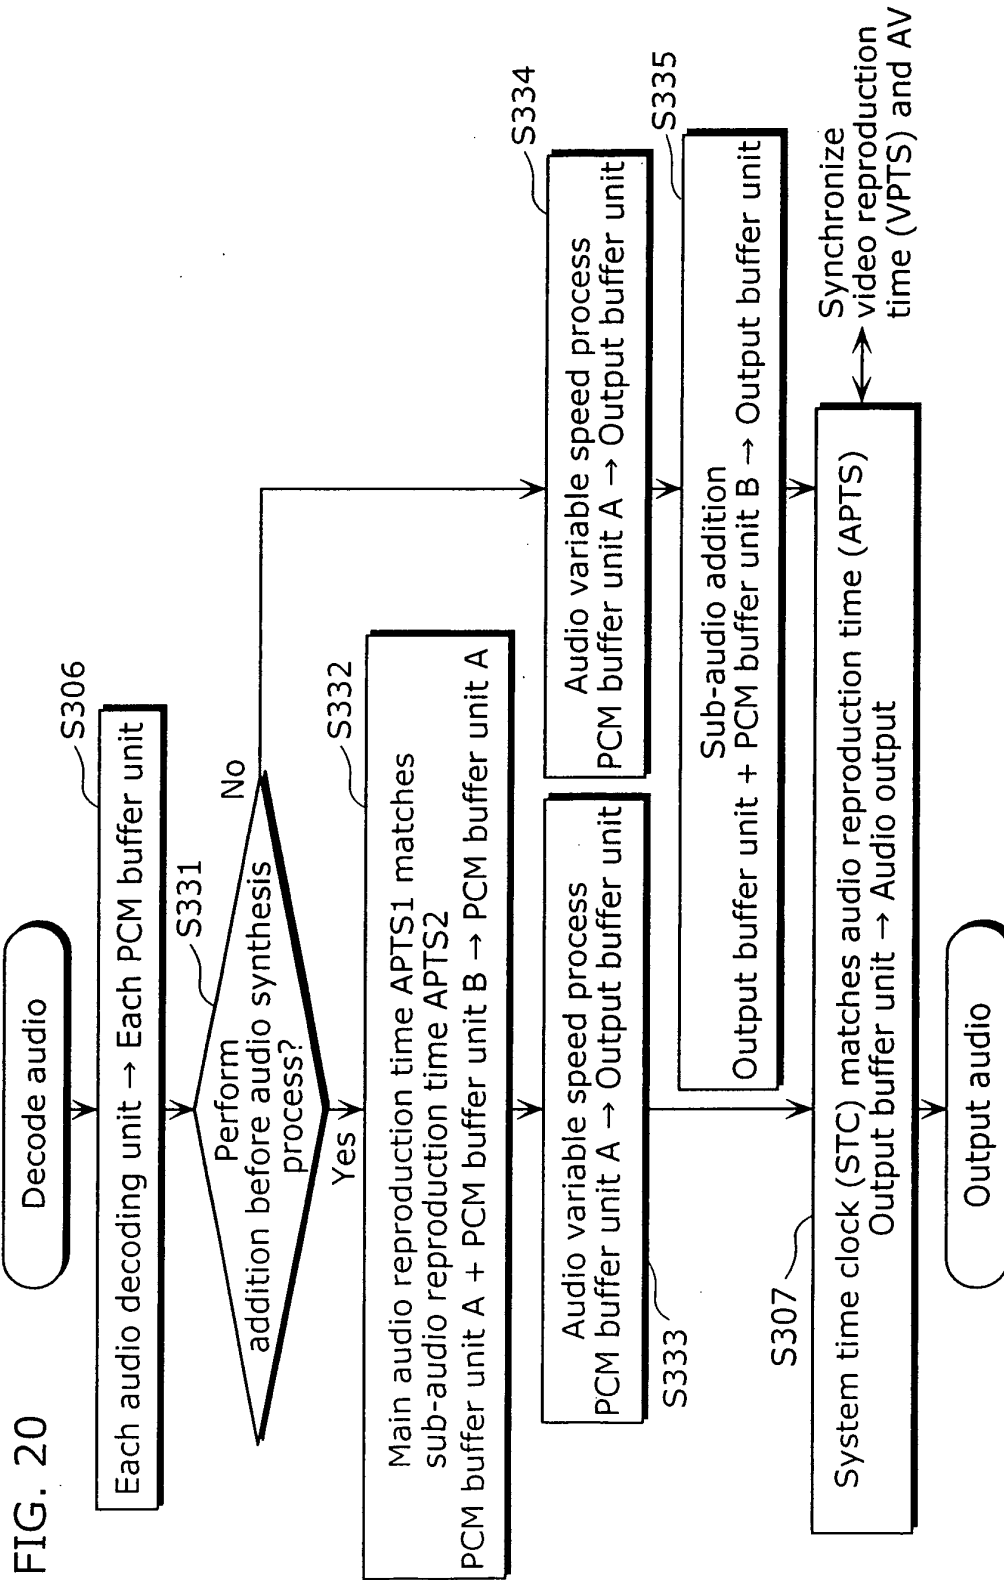 FIG. 20
Decode audio
S306
Each audio decoding unit → Each PCM buffer unit
S331
Perform
addition before audio synthesis
process?
No
Yes
S332
Main audio reproduction time APTS1 matches
sub-audio reproduction time APTS2
PCM buffer unit A + PCM buffer unit B → PCM buffer unit A
Audio variable speed process
PCM buffer unit A → Output buffer unit
S333
S334
Audio variable speed process
PCM buffer unit A → Output buffer unit
S335
Sub-audio addition
Output buffer unit + PCM buffer unit B → Output buffer unit
S307
System time clock (STC) matches audio reproduction time (APTS)
Output buffer unit → Audio output
Synchronize
video reproduction
time (VPTS) and AV
Output audio